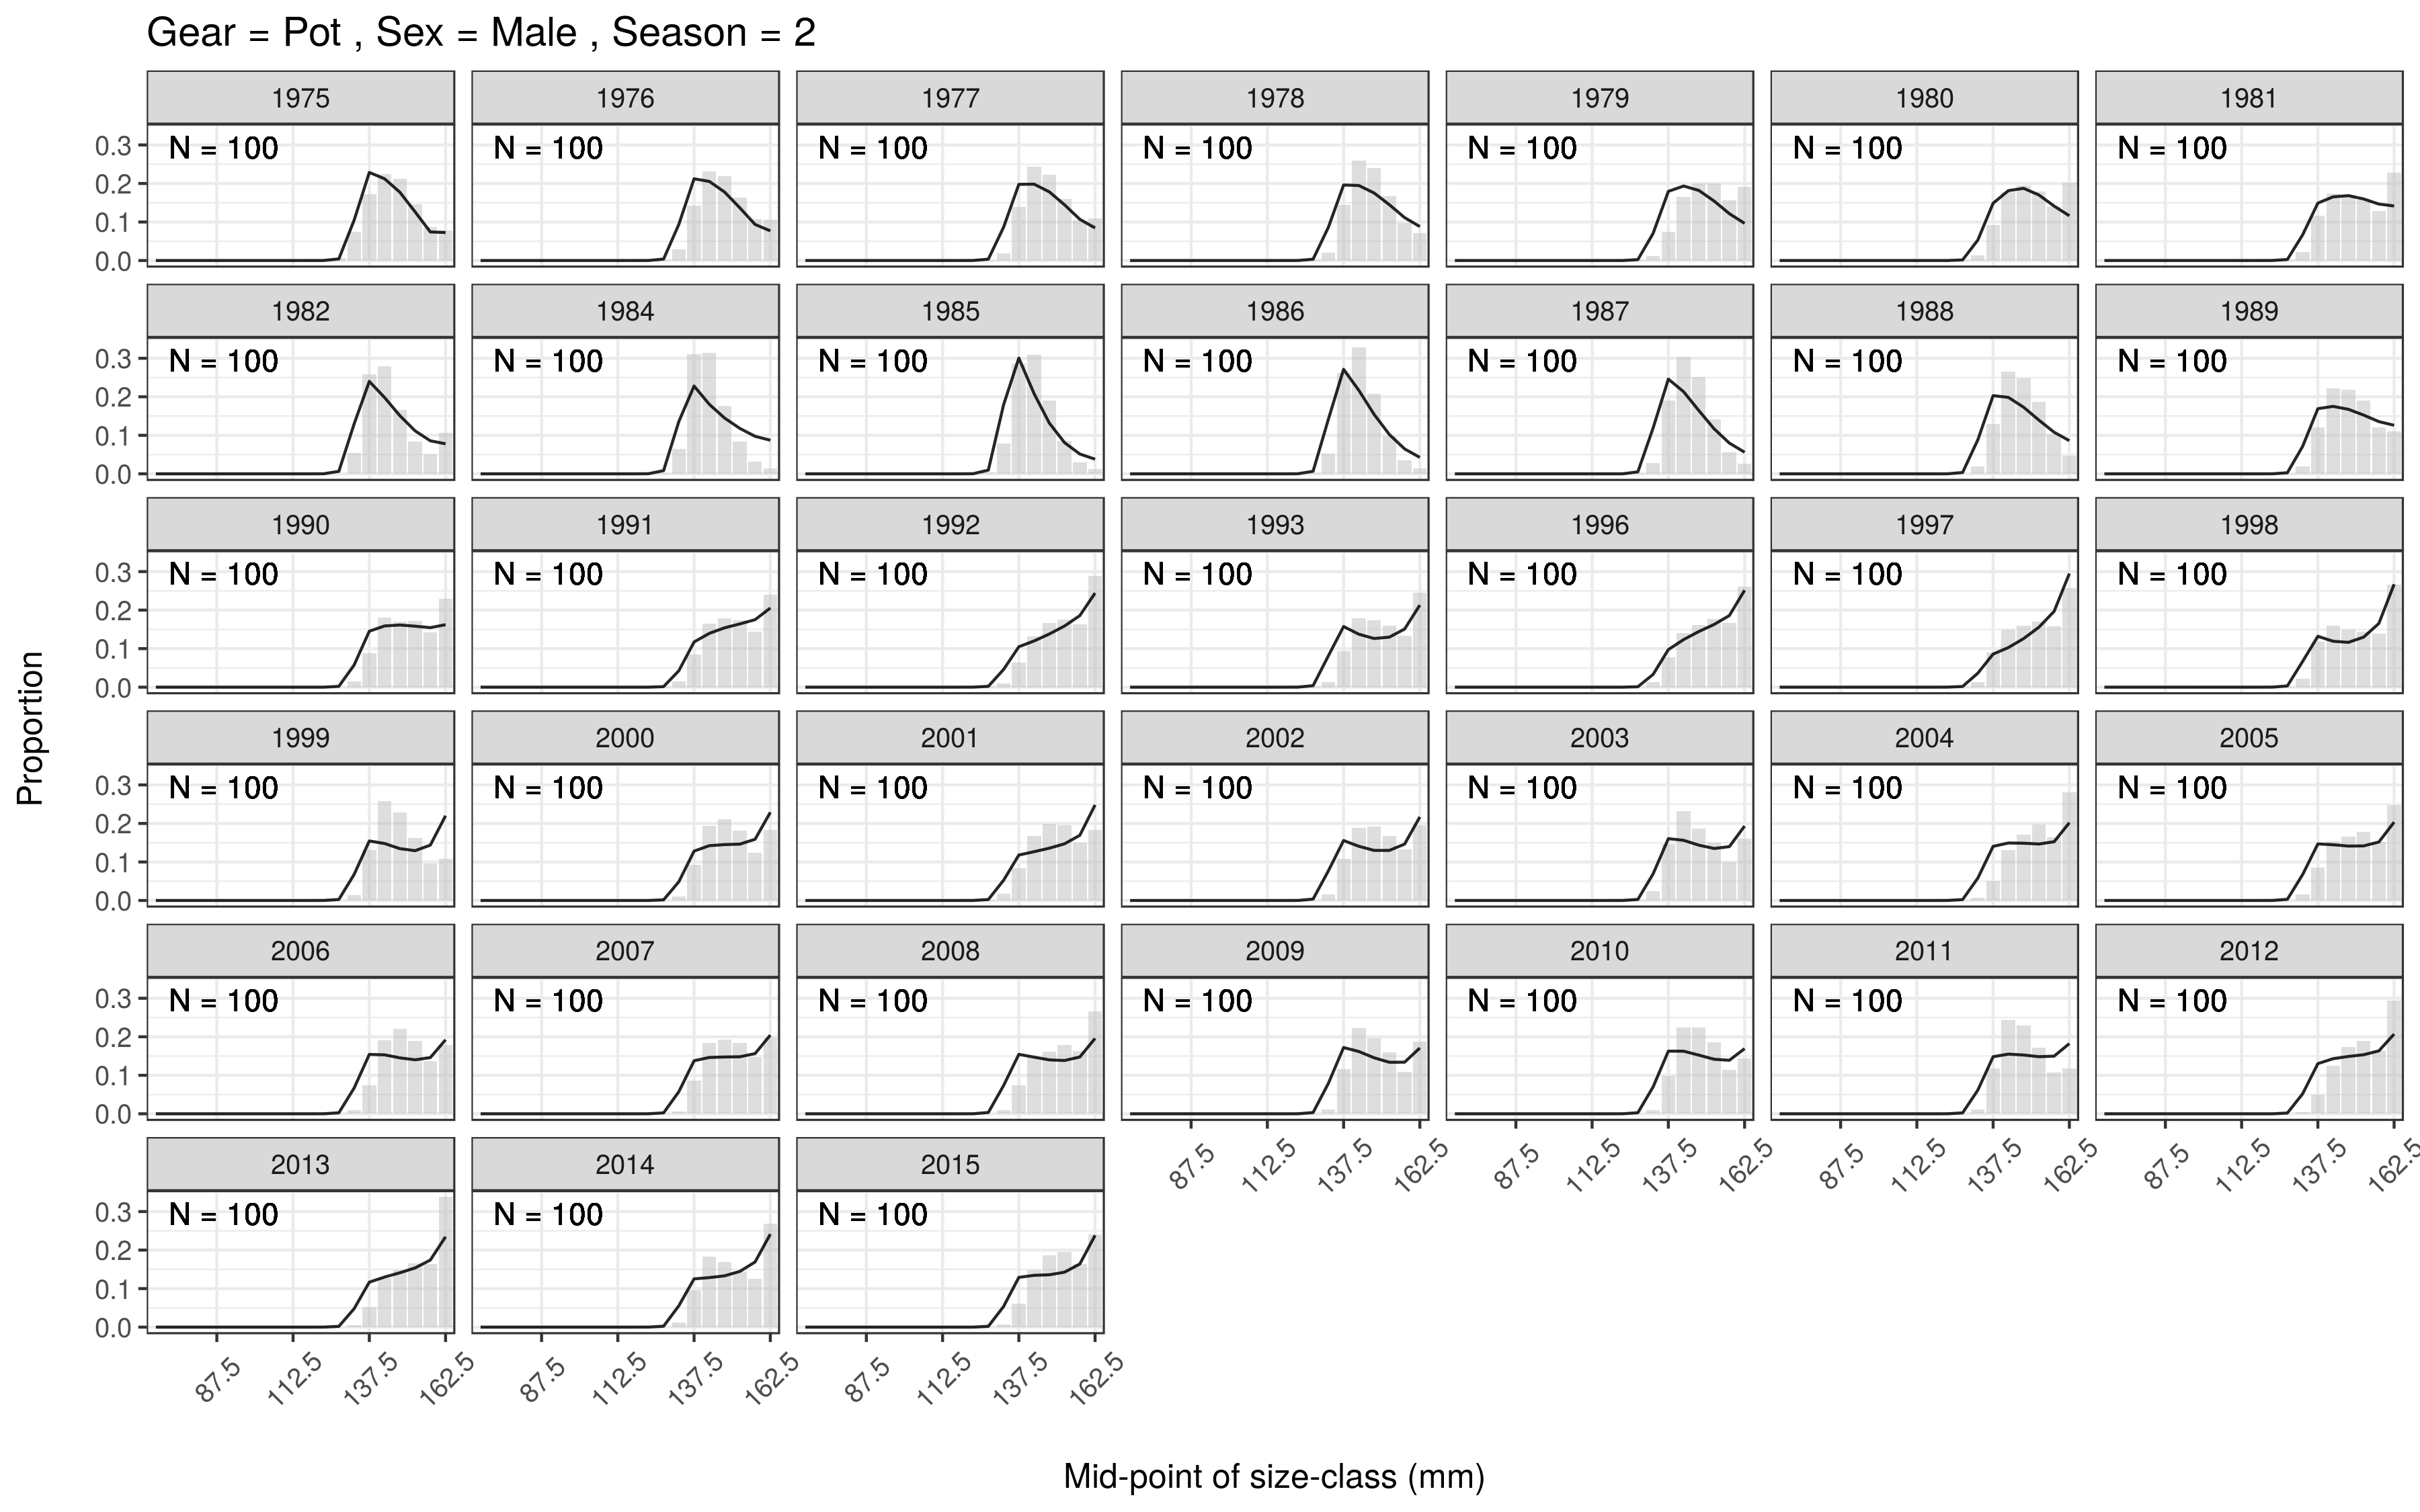 Gear = Pot , Sex = Male , Season = 2
1975 1976 1977 1978 1979 1980 1981
N = 100 N = 100 N = 100 N = 100 N = 100 N = 100 N = 100
0.3
0.2
0.1
0.0
1982 1984 1985 1986 1987 1988 1989
N = 100 N = 100 N = 100 N = 100 N = 100 N = 100 N = 100
0.3
0.2
0.1
0.0
1990 1991 1992 1993 1996 1997 1998
N = 100 N = 100 N = 100 N = 100 N = 100 N = 100 N = 100
0.3
0.2
0.1
0.0
Proportion
1999 2000 2001 2002 2003 2004 2005
N = 100 N = 100 N = 100 N = 100 N = 100 N = 100 N = 100
0.3
0.2
0.1
0.0
2006 2007 2008 2009 2010 2011 2012
N = 100 N = 100 N = 100 N = 100 N = 100 N = 100 N = 100
0.3
0.2
0.1
0.0
87.5 112.5 137.5 162.5 87.5 112.5 137.5 162.5 87.5 112.5 137.5 162.5 87.5 112.5 137.5 162.5
2013 2014 2015
N = 100 N = 100 N = 100
0.3
0.2
0.1
0.0
87.5 112.5 137.5 162.5 87.5 112.5 137.5 162.5 87.5 112.5 137.5 162.5
Mid-point of size-class (mm)